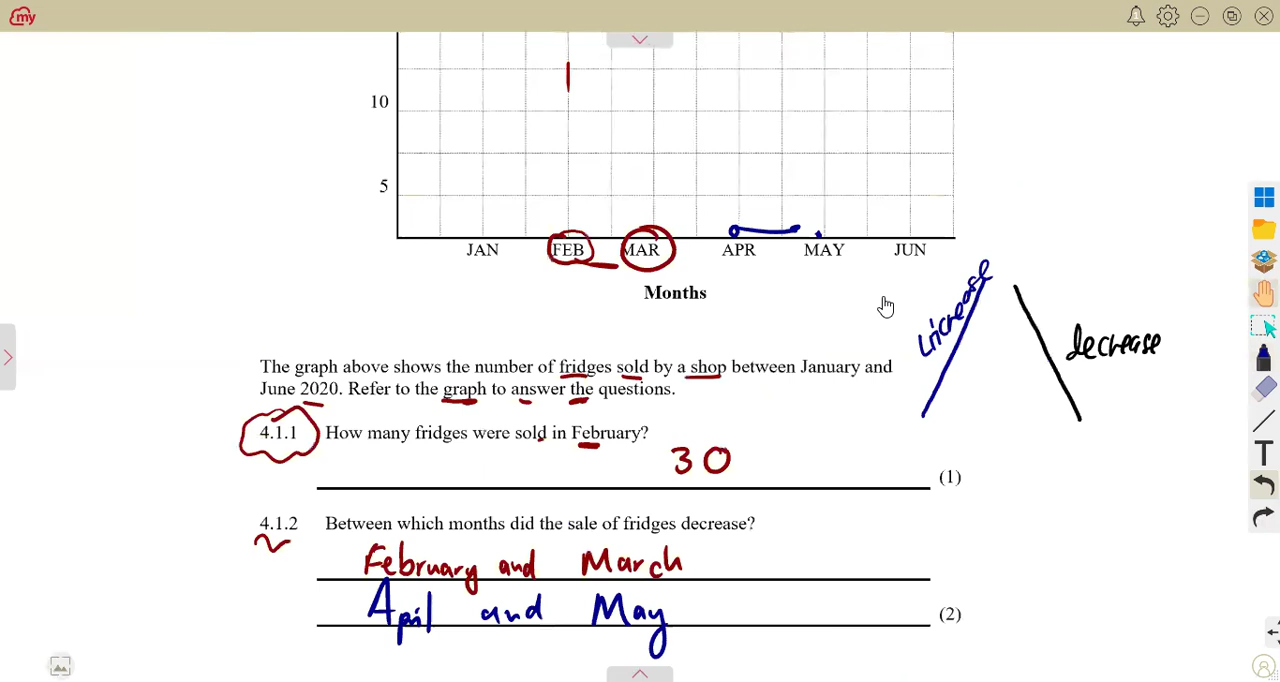 my
10
5
JAN FEB MAR APR MAY JUN
Months
increase
decrease
The graph above shows the number of fridges sold by a shop between January and
June 2020. Refer to the graph to answer the questions.
4.1.1 How many fridges were sold in February?
30
(1)
4.1.2 Between which months did the sale of fridges decrease?
February and March
April and May
(2)